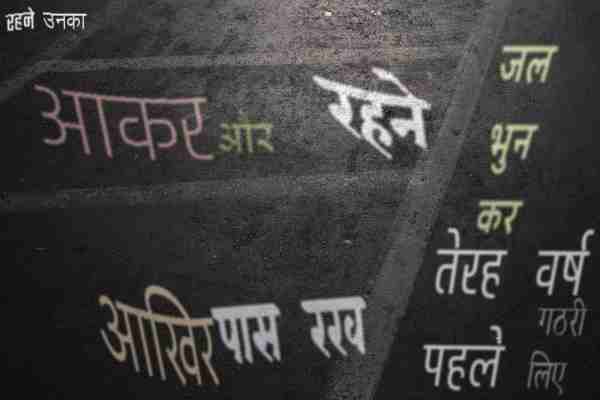 रहने उनका
आकर और रहने
जल
भुन
कर
तेरह वर्ष
गठरी
आखिर पास रख
पहले लिए